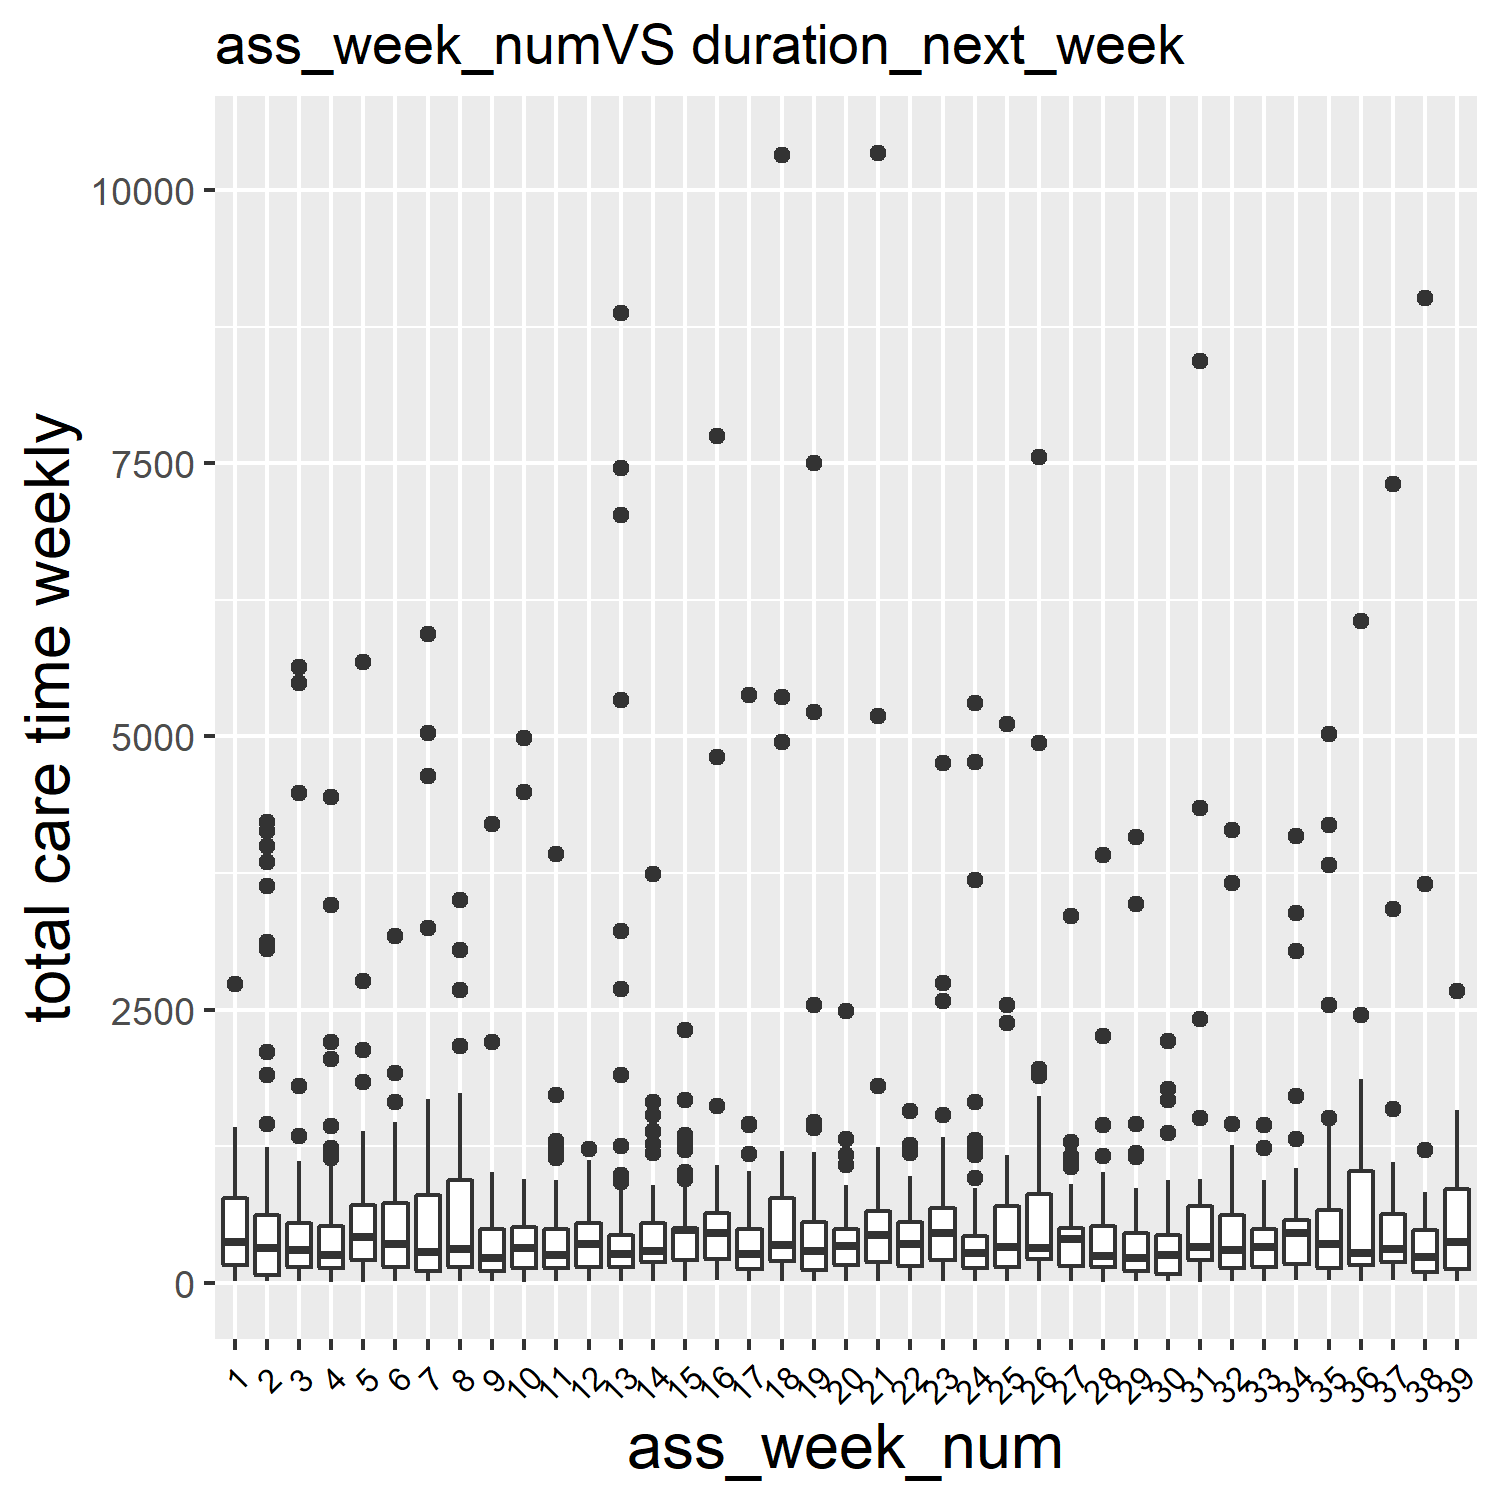 ass_week_numVS duration_next_week
total care time weekly
10000
7500
5000
2500
0
1 2 3 4 5 6 7 8 9 10 11 12 13 14 15 16 17 18 19 20 21 22 23 24 25 26 27 28 29 30 31 32 33 34 35 36 37 38 39
ass_week_num